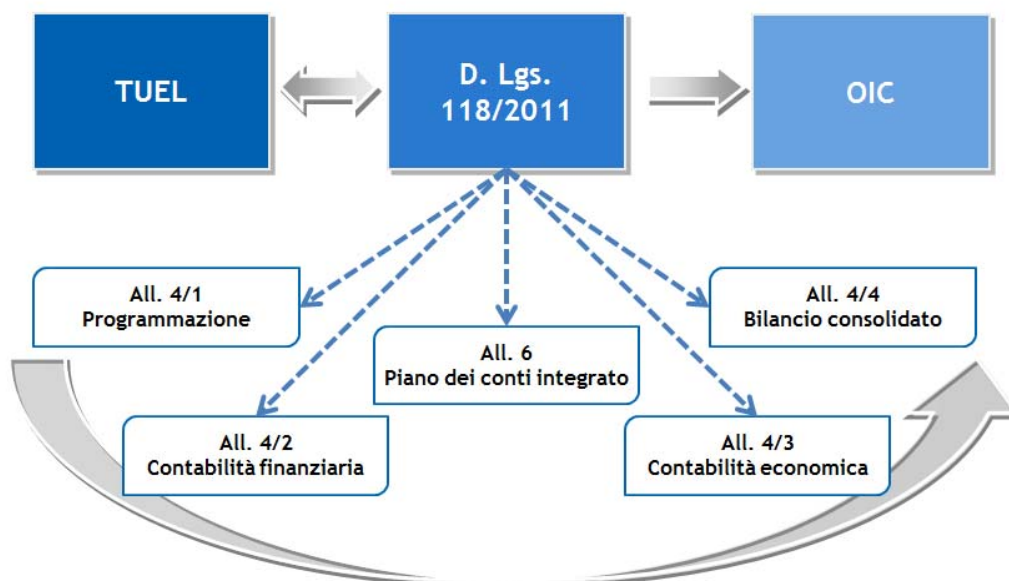 TUEL
D. Lgs.
118/2011
OIC
All. 4/1
Programmazione
All. 4/4
Bilancio consolidato
All. 6
Piano dei conti integrato
All. 4/2
Contabilità finanziaria
All. 4/3
Contabilità economica